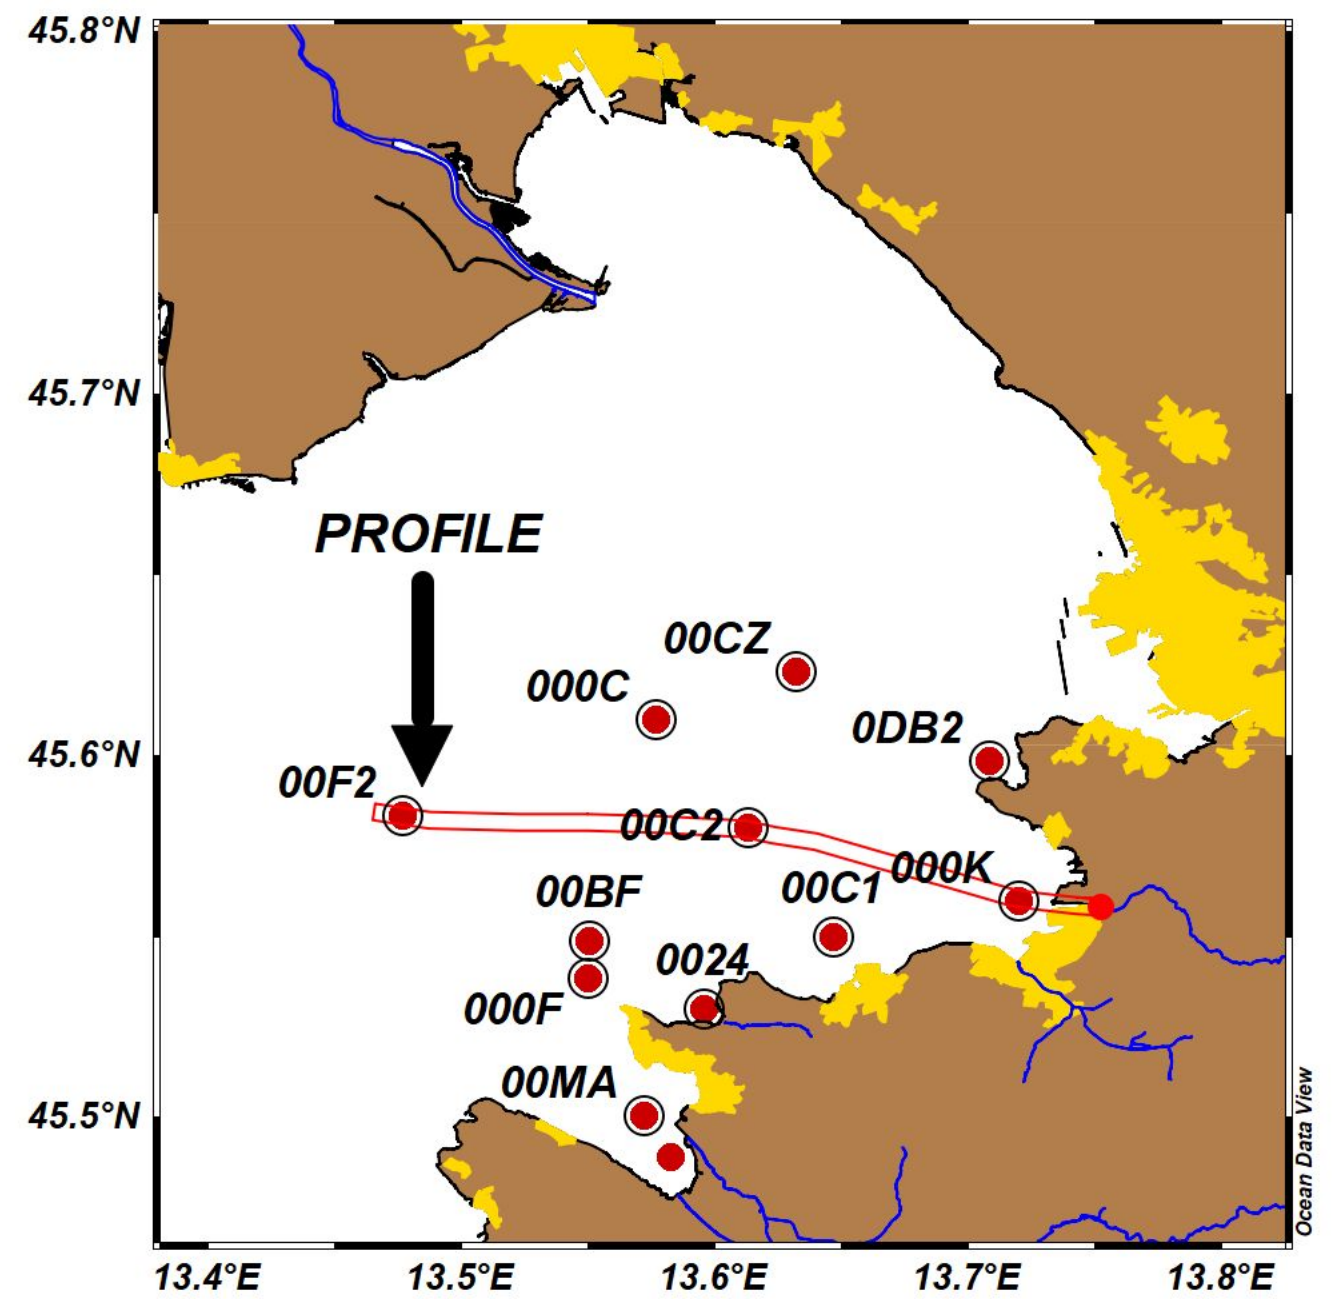 45.8°N
45.7°N
PROFILE
00CZ
000C
0DB2
45.6°N
00F2
00C2
000K
00C1
00BF
0024
000F
00MA
45.5°N
Ocean Data View
13.4°E
13.5°E
13.6°E
13.7°E
13.8°E